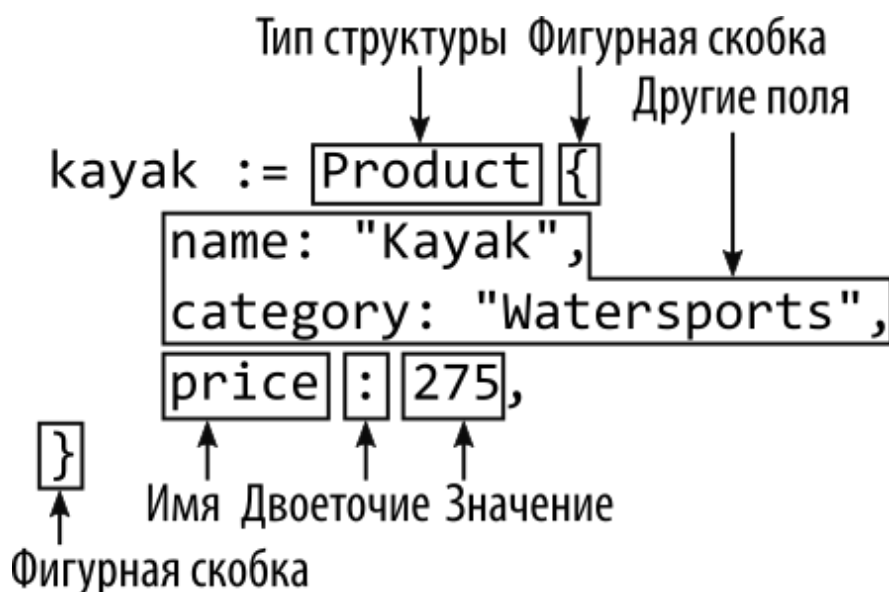 Тип структуры Фигурная скобка
Другие поля
kayak := Product {
name: "Kayak",
category: "Watersports",
price : 275,
}
Имя Двоеточие Значение
Фигурная скобка